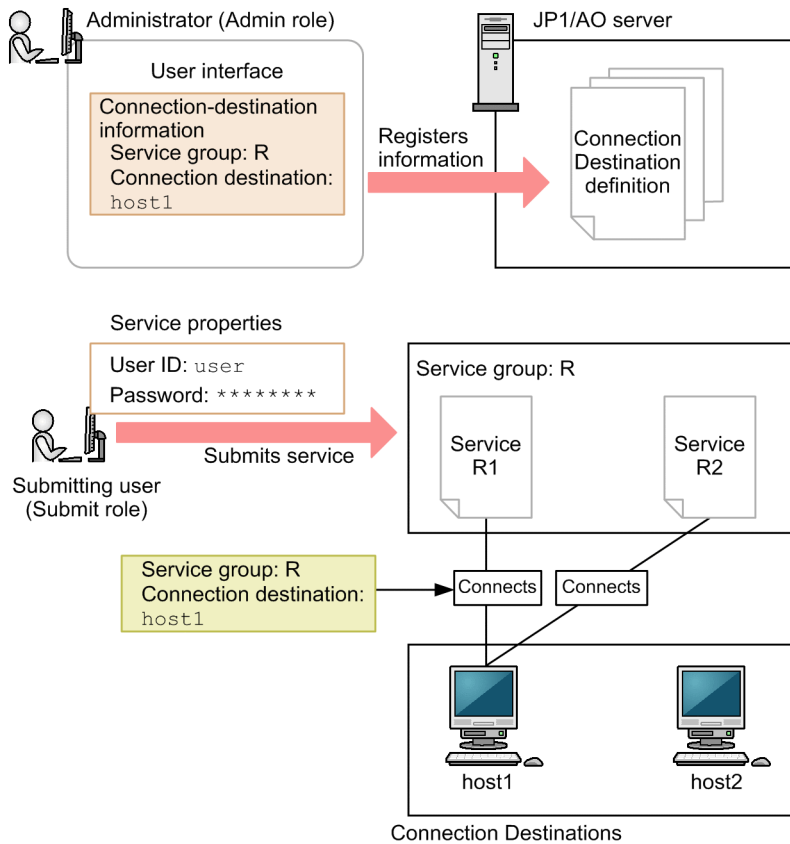 Administrator (Admin role)
JP1/AO server
User interface
Connection-destination
information
Service group: R
Connection destination:
host1
Registers
information
Connection
Destination
definition
Service properties
User ID: user
Password: ********
Submits service
Submitting user
(Submit role)
Service group: R
Service
R1
Service
R2
Service group: R
Connection destination:
host1
Connects
Connects
host1
host2
Connection Destinations